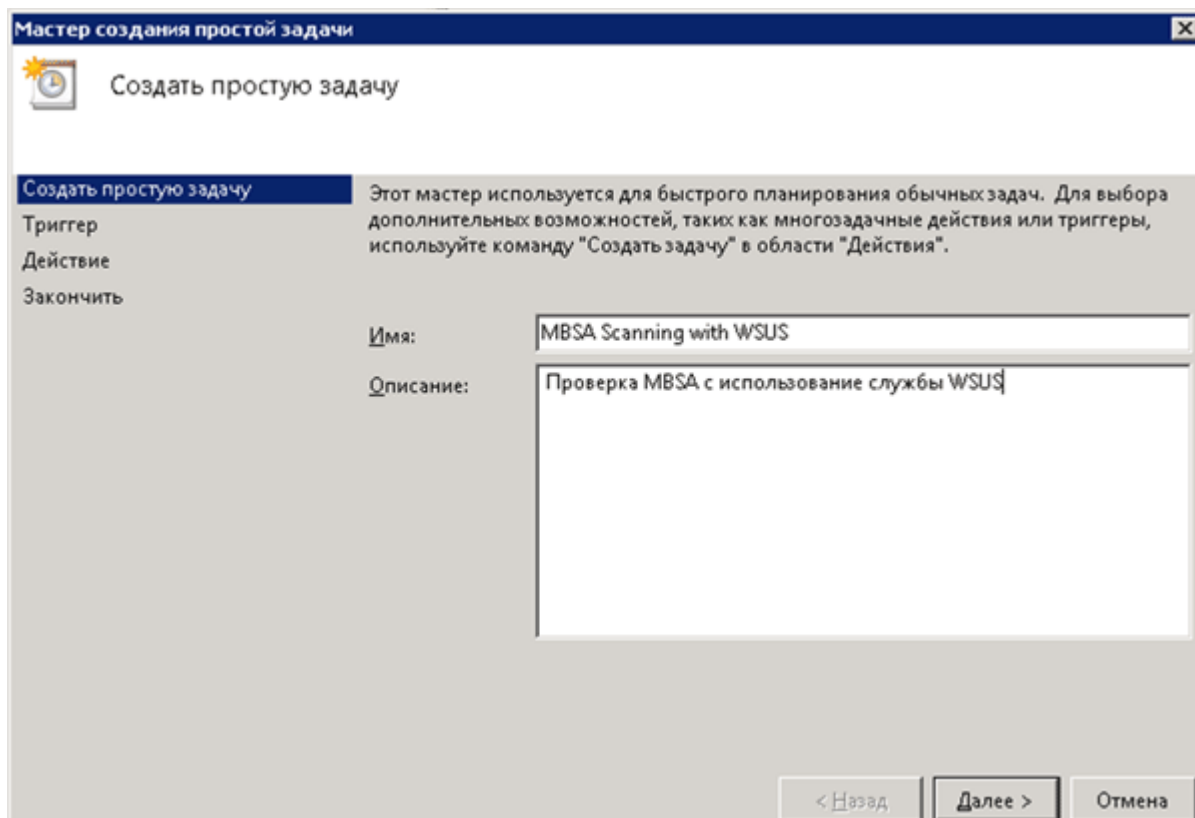 Мастер создания простой задачи
Создать простую задачу
Создать простую задачу
Триггер
Действие
Закончить
Этот мастер используется для быстрого планирования обычных задач. Для выбора
дополнительных возможностей, таких как многозадачные действия или триггеры,
используйте команду "Создать задачу" в области "Действия".
Имя:
MBSA Scanning with WSUS
Описание:
Проверка MBSA с использование службы WSUS
< Назад
Далее >
Отмена